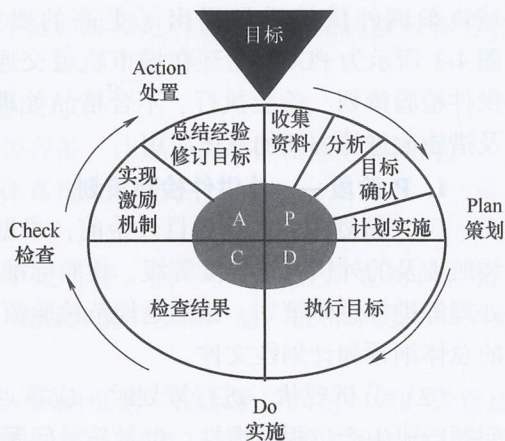 目标
Action
处置
总结经验
修订目标
收集
资料
分析
目标
确认
实现
激励
机制
计划实施
A
P
C
D
Check
检查
Plan
策划
检查结果
执行目标
Do
实施